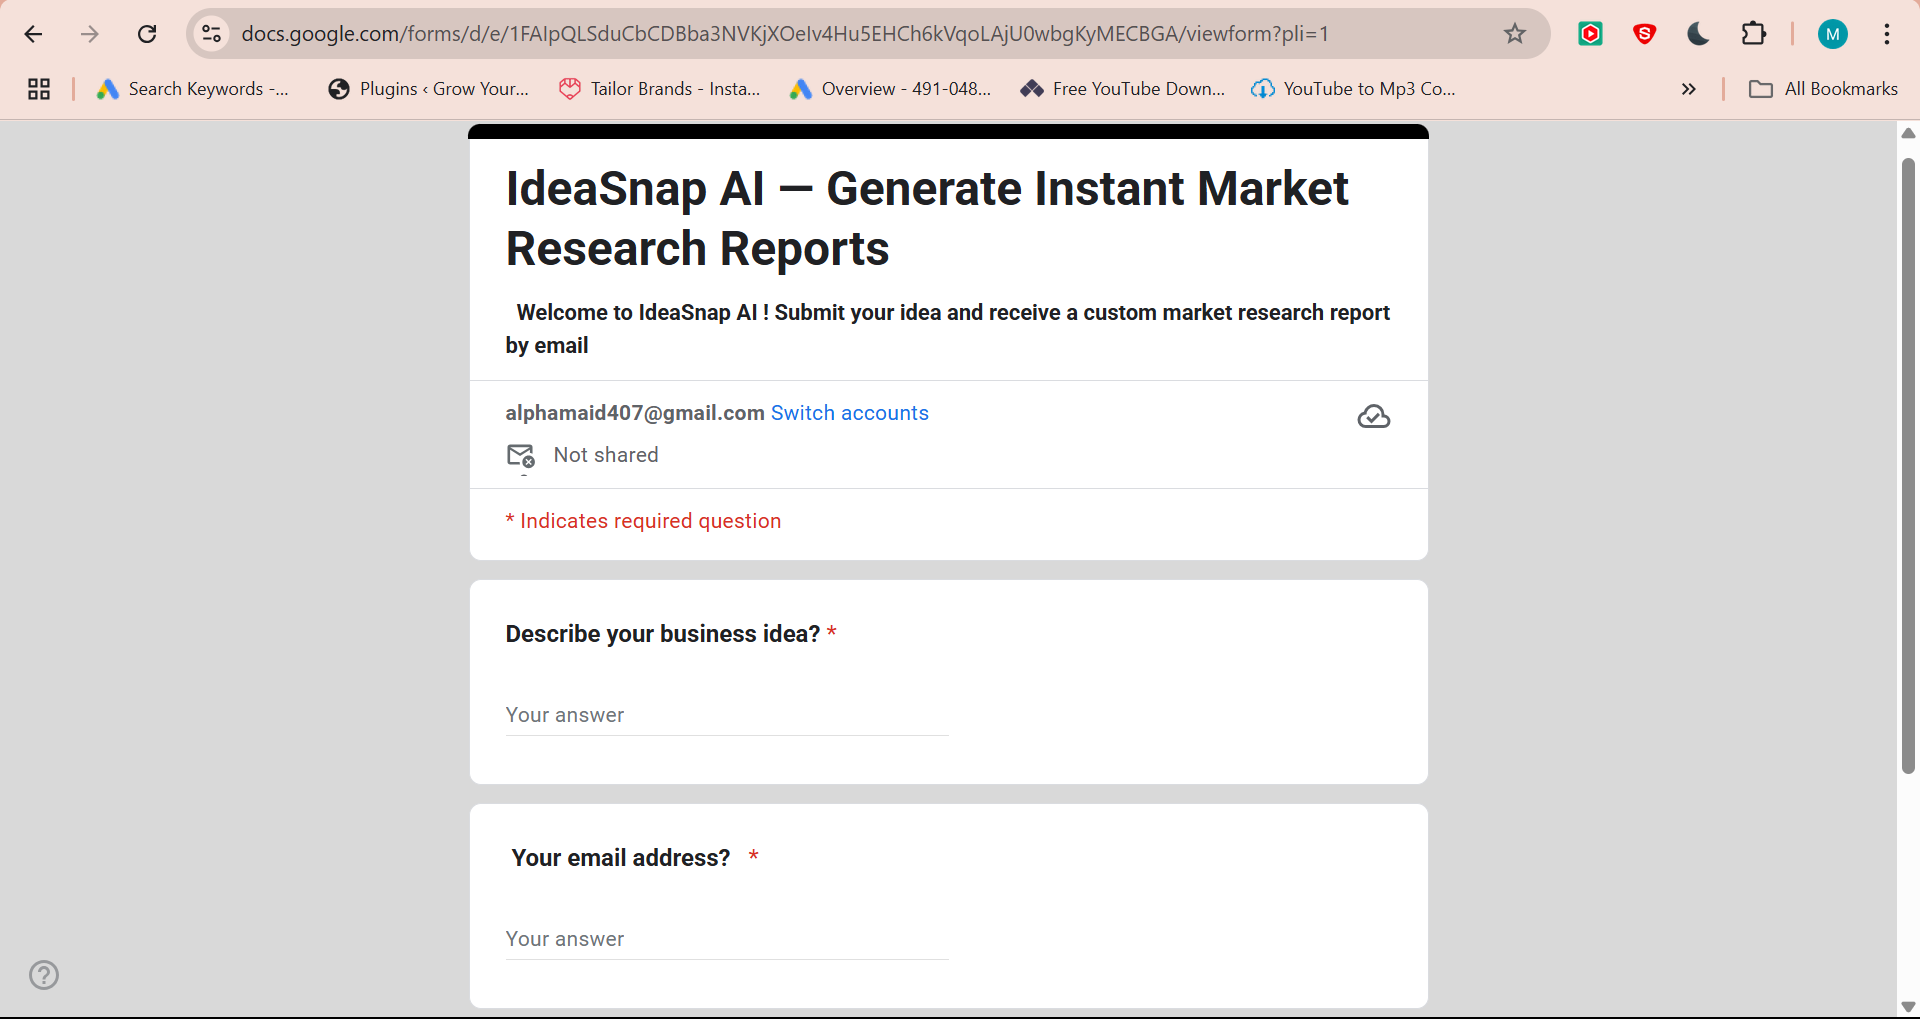 docs.google.com/forms/d/e/1FAIpQLSduCbCDBba3NVKjXOeIv4Hu5EHCh6kVqoLAjU0wbgKyMECBGA/viewform?pli=1
M
Search Keywords -...
Plugins ‹ Grow Your...
Tailor Brands - Insta...
Overview - 491-048...
Free YouTube Down...
YouTube to Mp3 Co...
All Bookmarks
IdeaSnap AI — Generate Instant Market
Research Reports
Welcome to IdeaSnap AI ! Submit your idea and receive a custom market research report
by email
alphamaid407@gmail.com Switch accounts
Not shared
* Indicates required question
Describe your business idea? *
Your answer
Your email address? *
Your answer